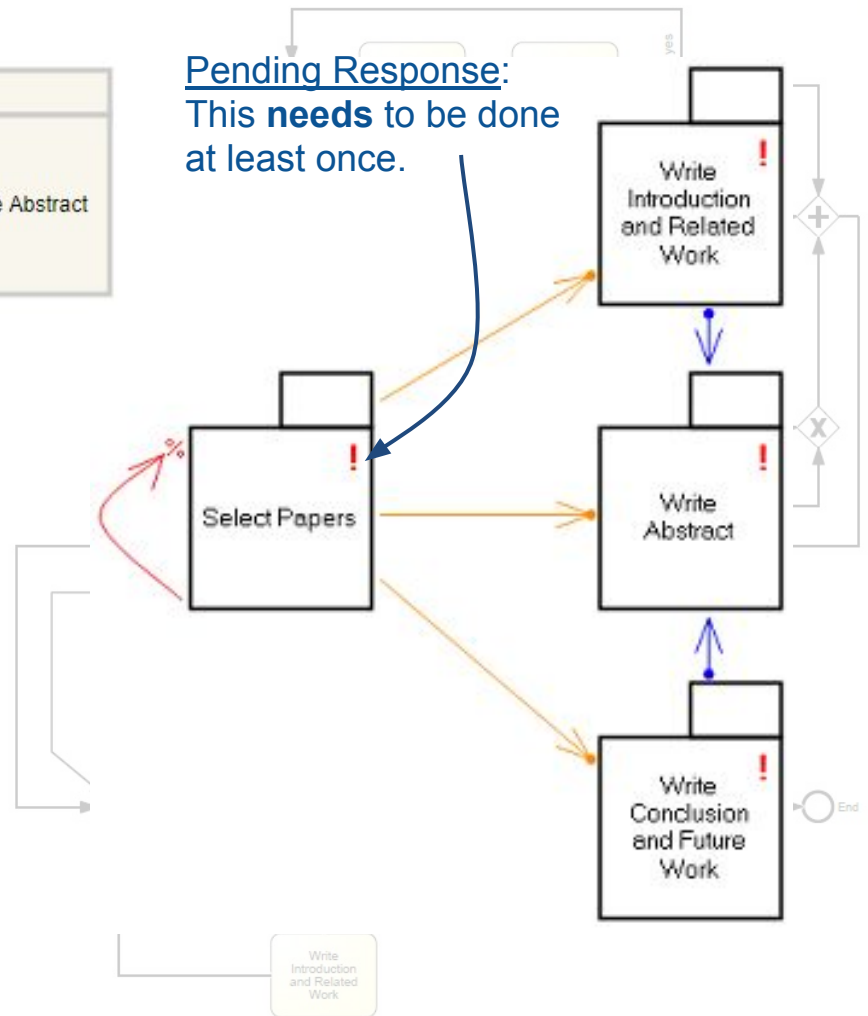 yes
Pending Response:
This needs to be done
at least once.
e Abstract
!
Write
Introduction
and Related
Work
%
!
Select Papers
!
Write
Abstract
!
Write
Conclusion
and Future
Work
End
Write
Introduction
and Related
Work